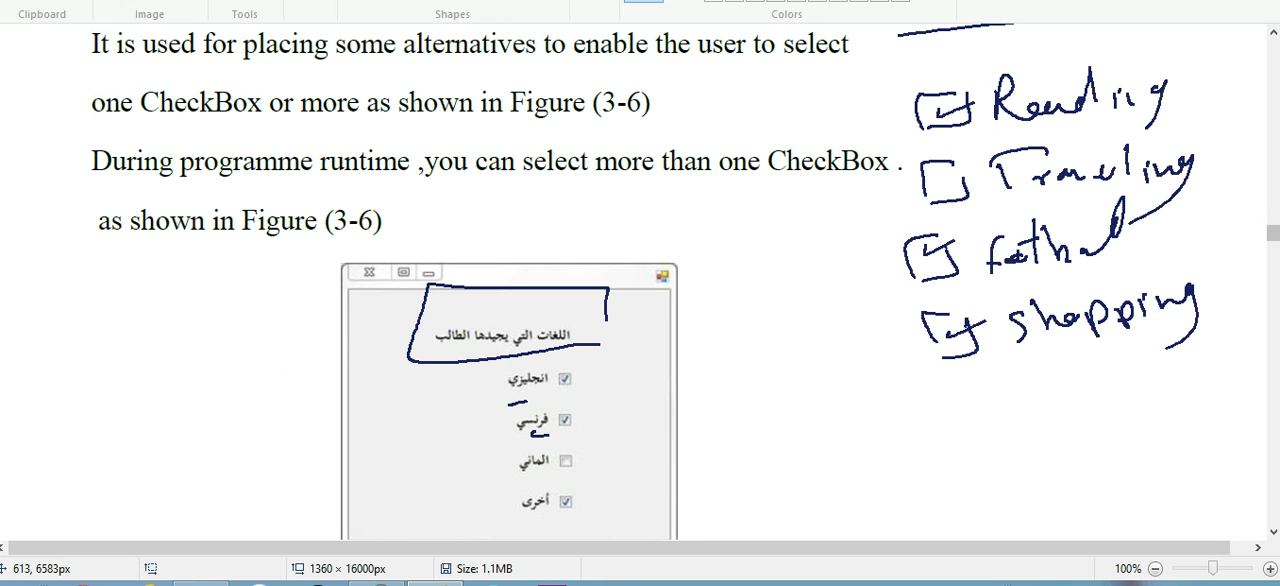 Clipboard
Image
Tools
Shapes
Colors
It is used for placing some alternatives to enable the user to select
one CheckBox or more as shown in Figure (3-6)
During programme runtime ,you can select more than one CheckBox .
as shown in Figure (3-6)
اللغات التي يجيدها الطالب
انجليزي
فرنسي
الماني
أخرى
Reading
Traveling
shopping
613, 6583px
1360 × 16000px
Size: 1.1MB
100%